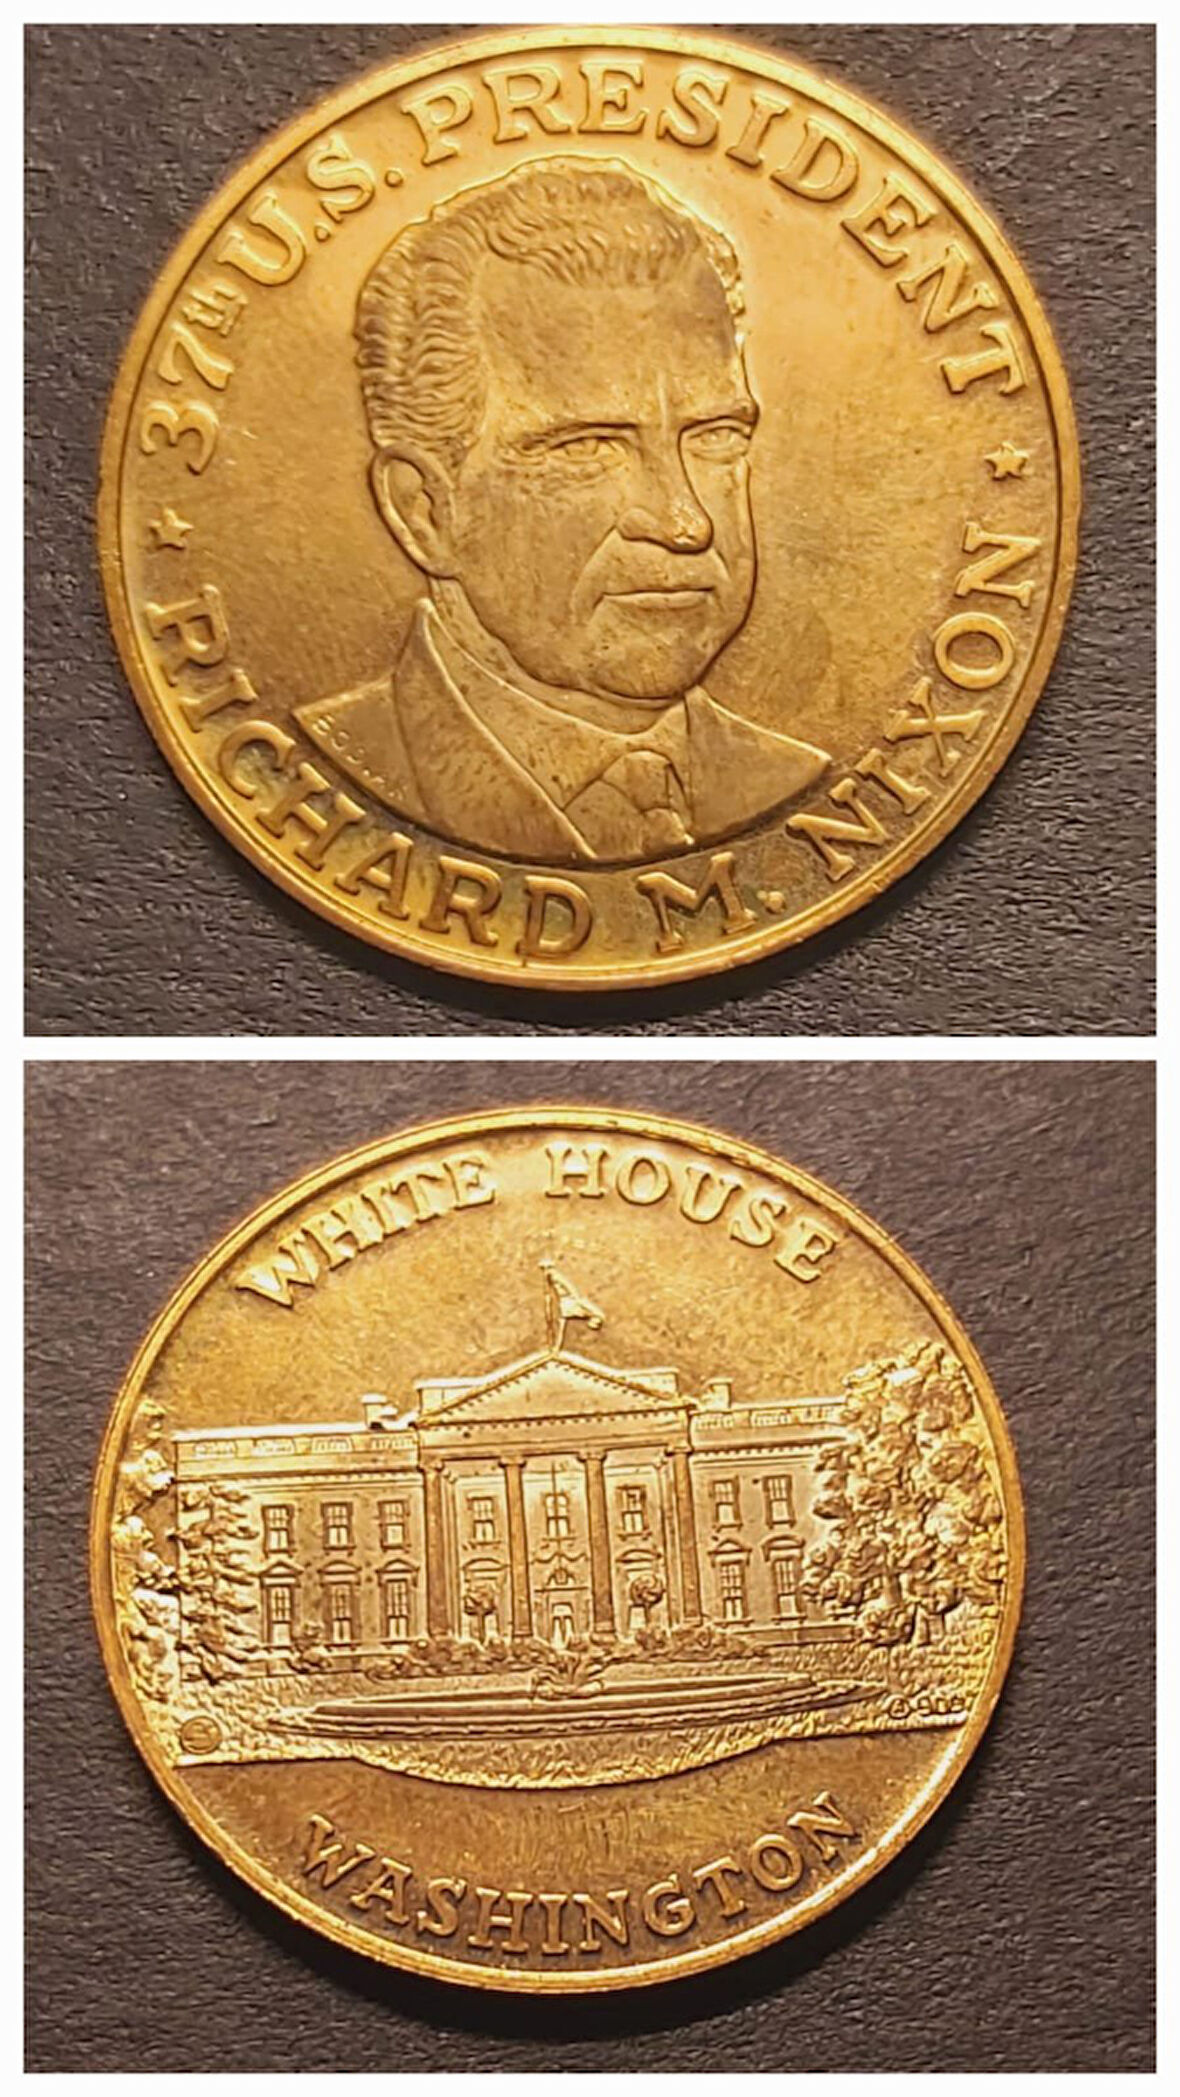 37th U.S. PRESIDENT
RICHARD M. NIXON
WHITE HOUSE
WASHINGTON